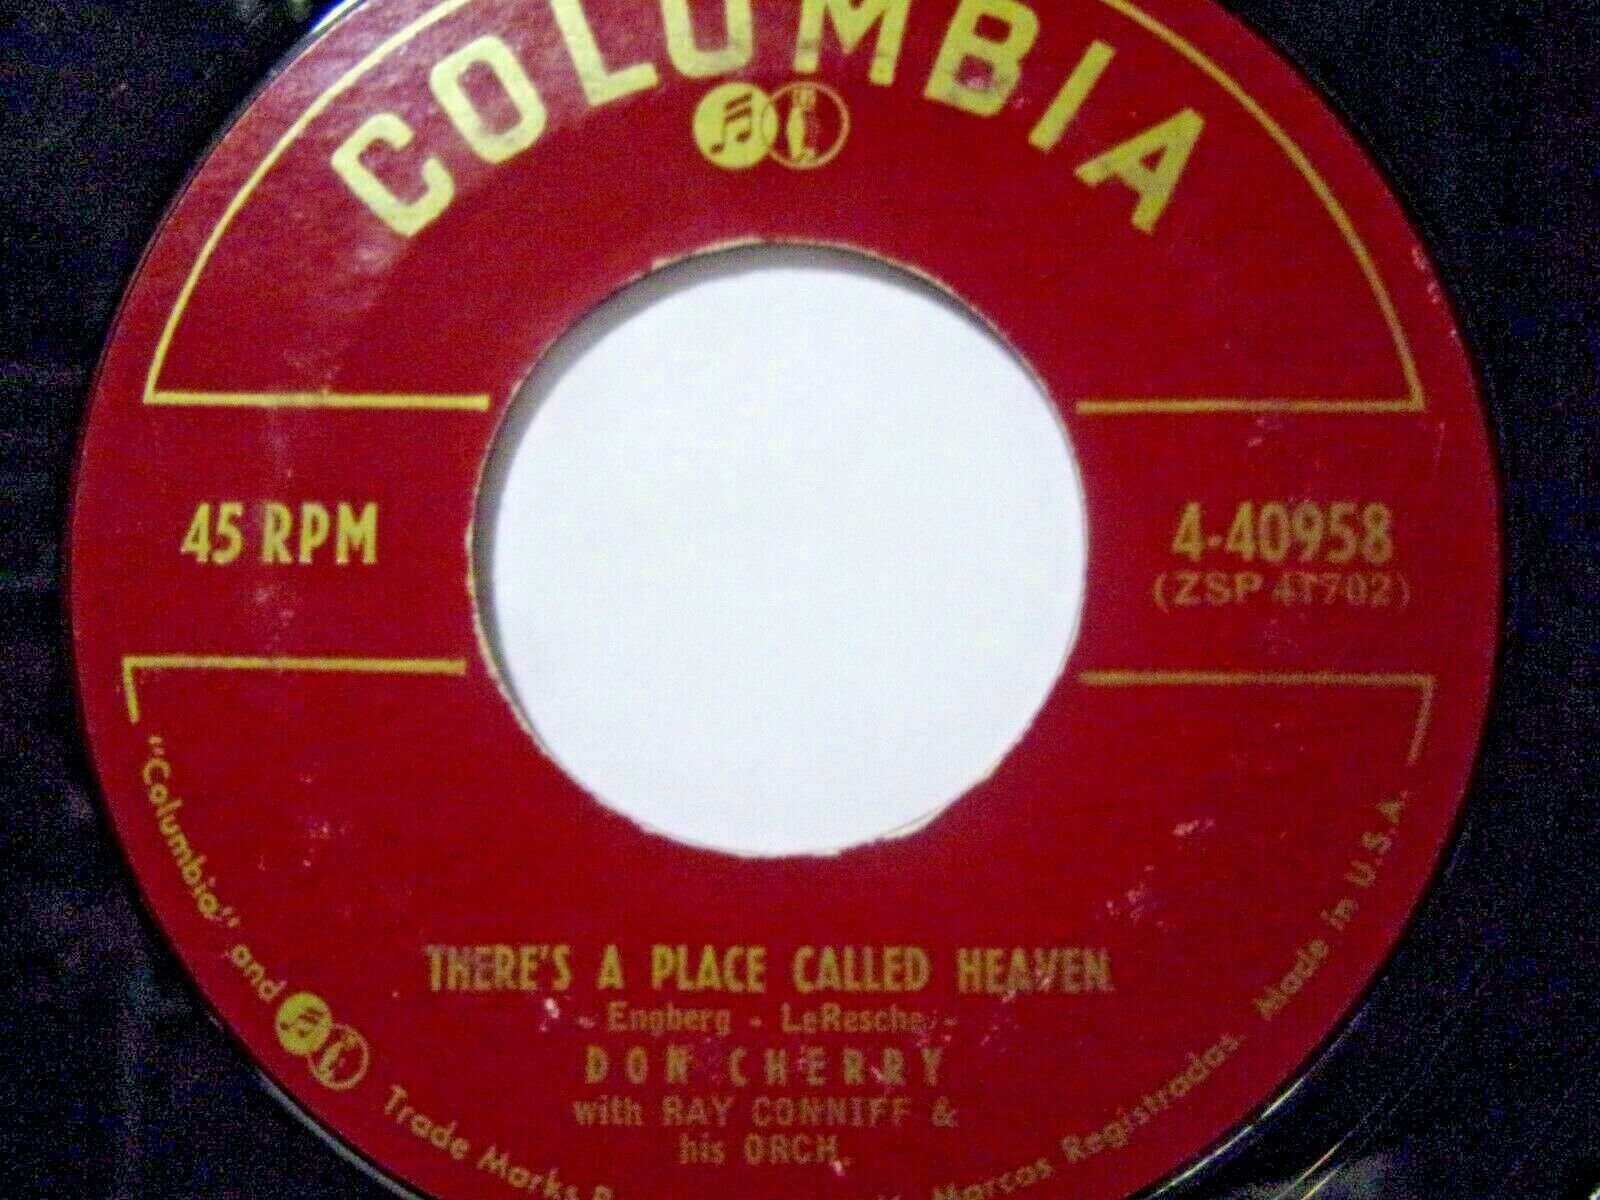 COLUMBIA
45 RPM
4-40958
(ZSP 41702)
THERE'S A PLACE CALLED HEAVEN
- Engberg - LeResche -
DON CHERRY
with RAY CONNIFF &
his ORCH.
"Columbia" and Trade Marks Marcas Registradas. Made in U.S.A.